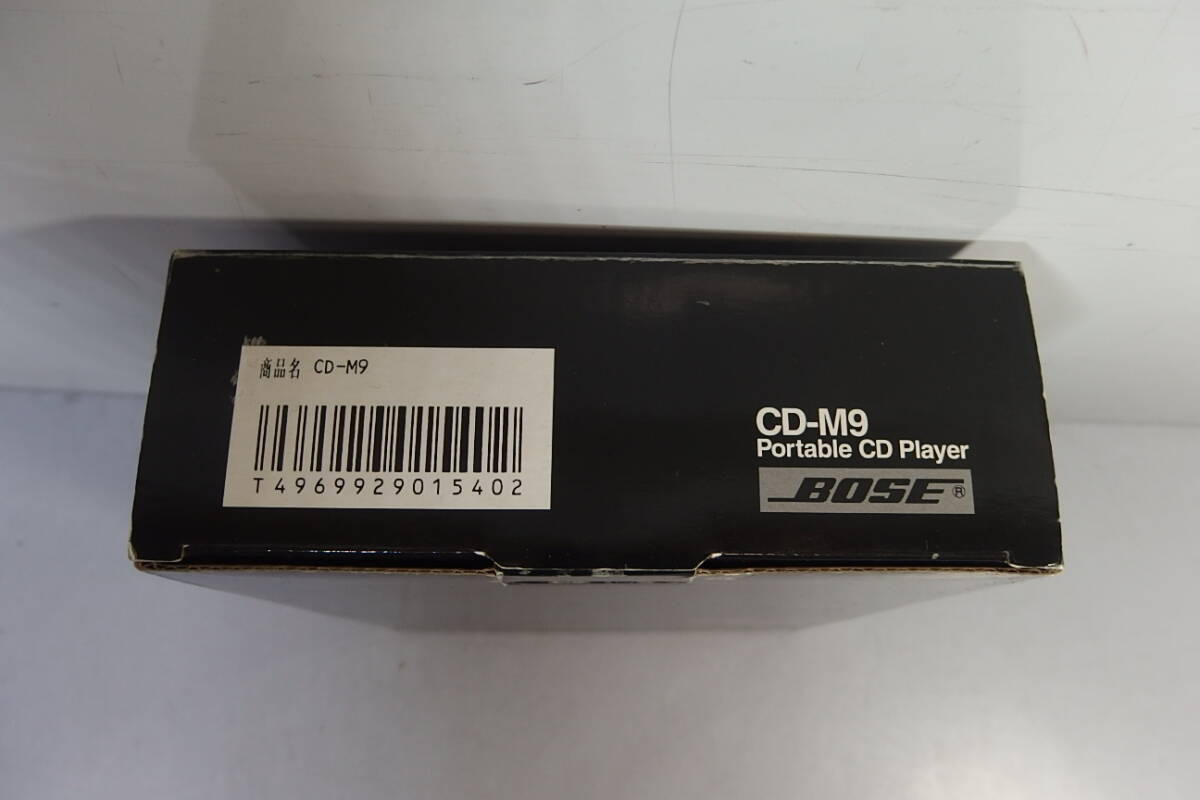 商品名 CD-M9
T4969929015402
CD-M9
Portable CD Player
BOSE®